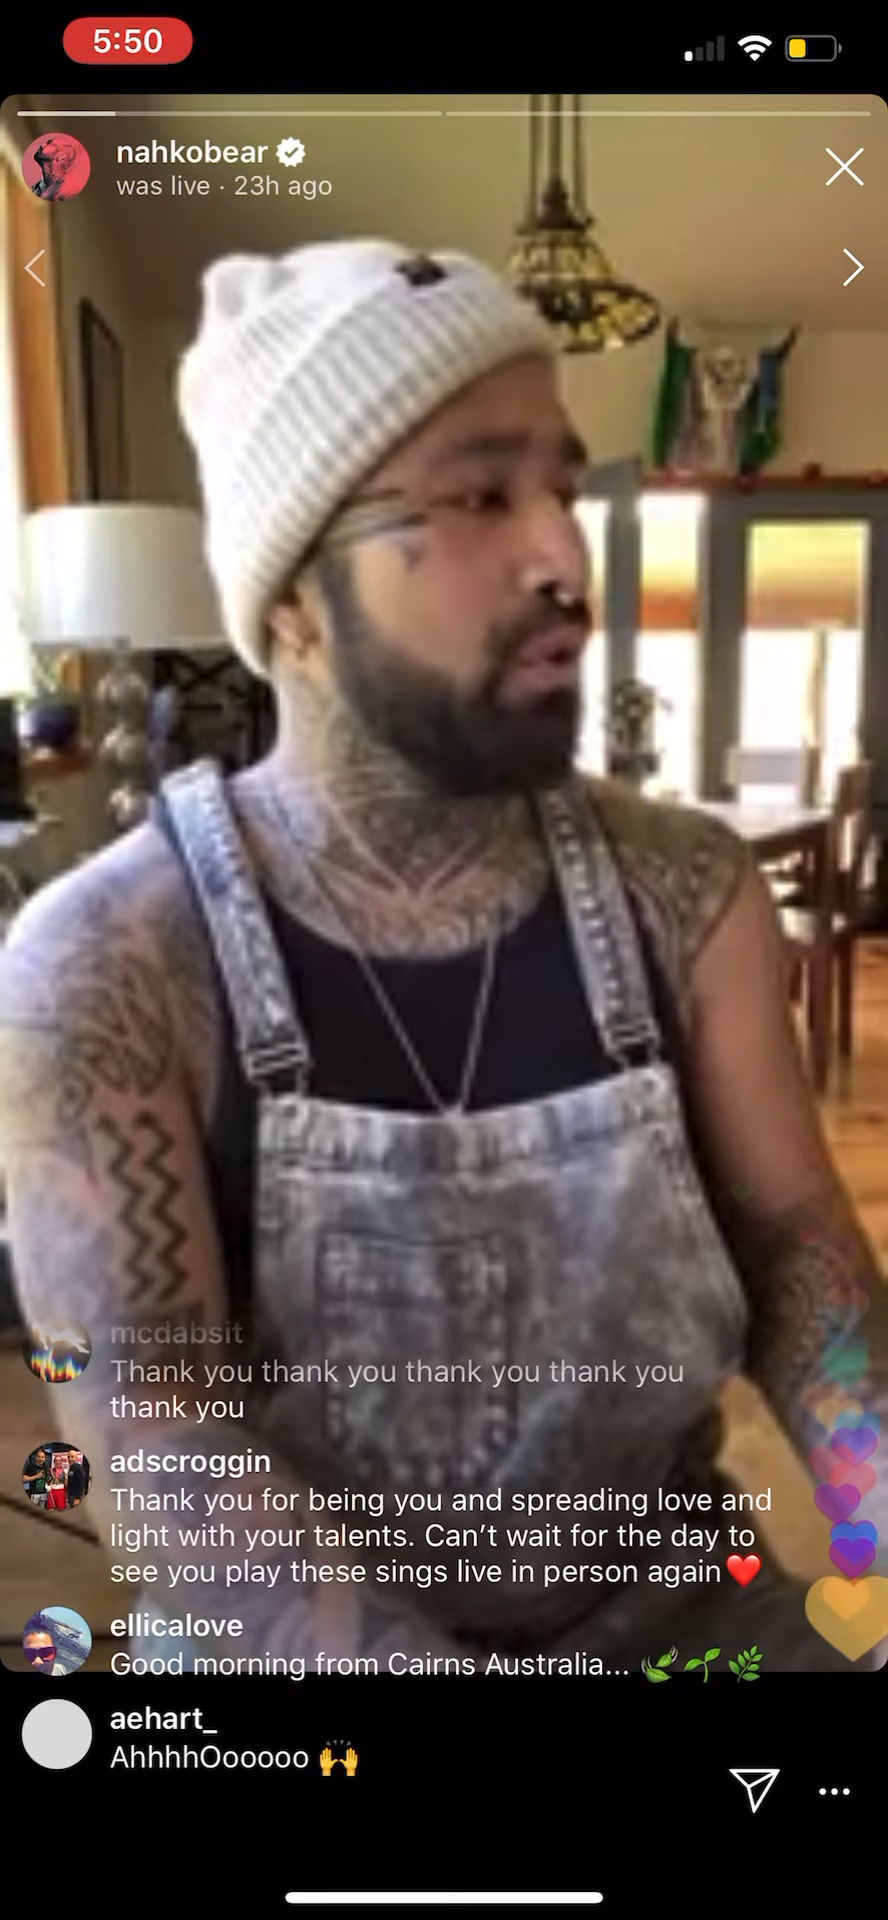 5:50
nahkobear
was live · 23h ago
mcdabsit
Thank you thank you thank you thank you
thank you
adscroggin
Thank you for being you and spreading love and
light with your talents. Can’t wait for the day to
see you play these sings live in person again❤️
ellicalove
Good morning from Cairns Australia... 🍃🌱🌿
aehart_
AhhhhOooooo 🙌